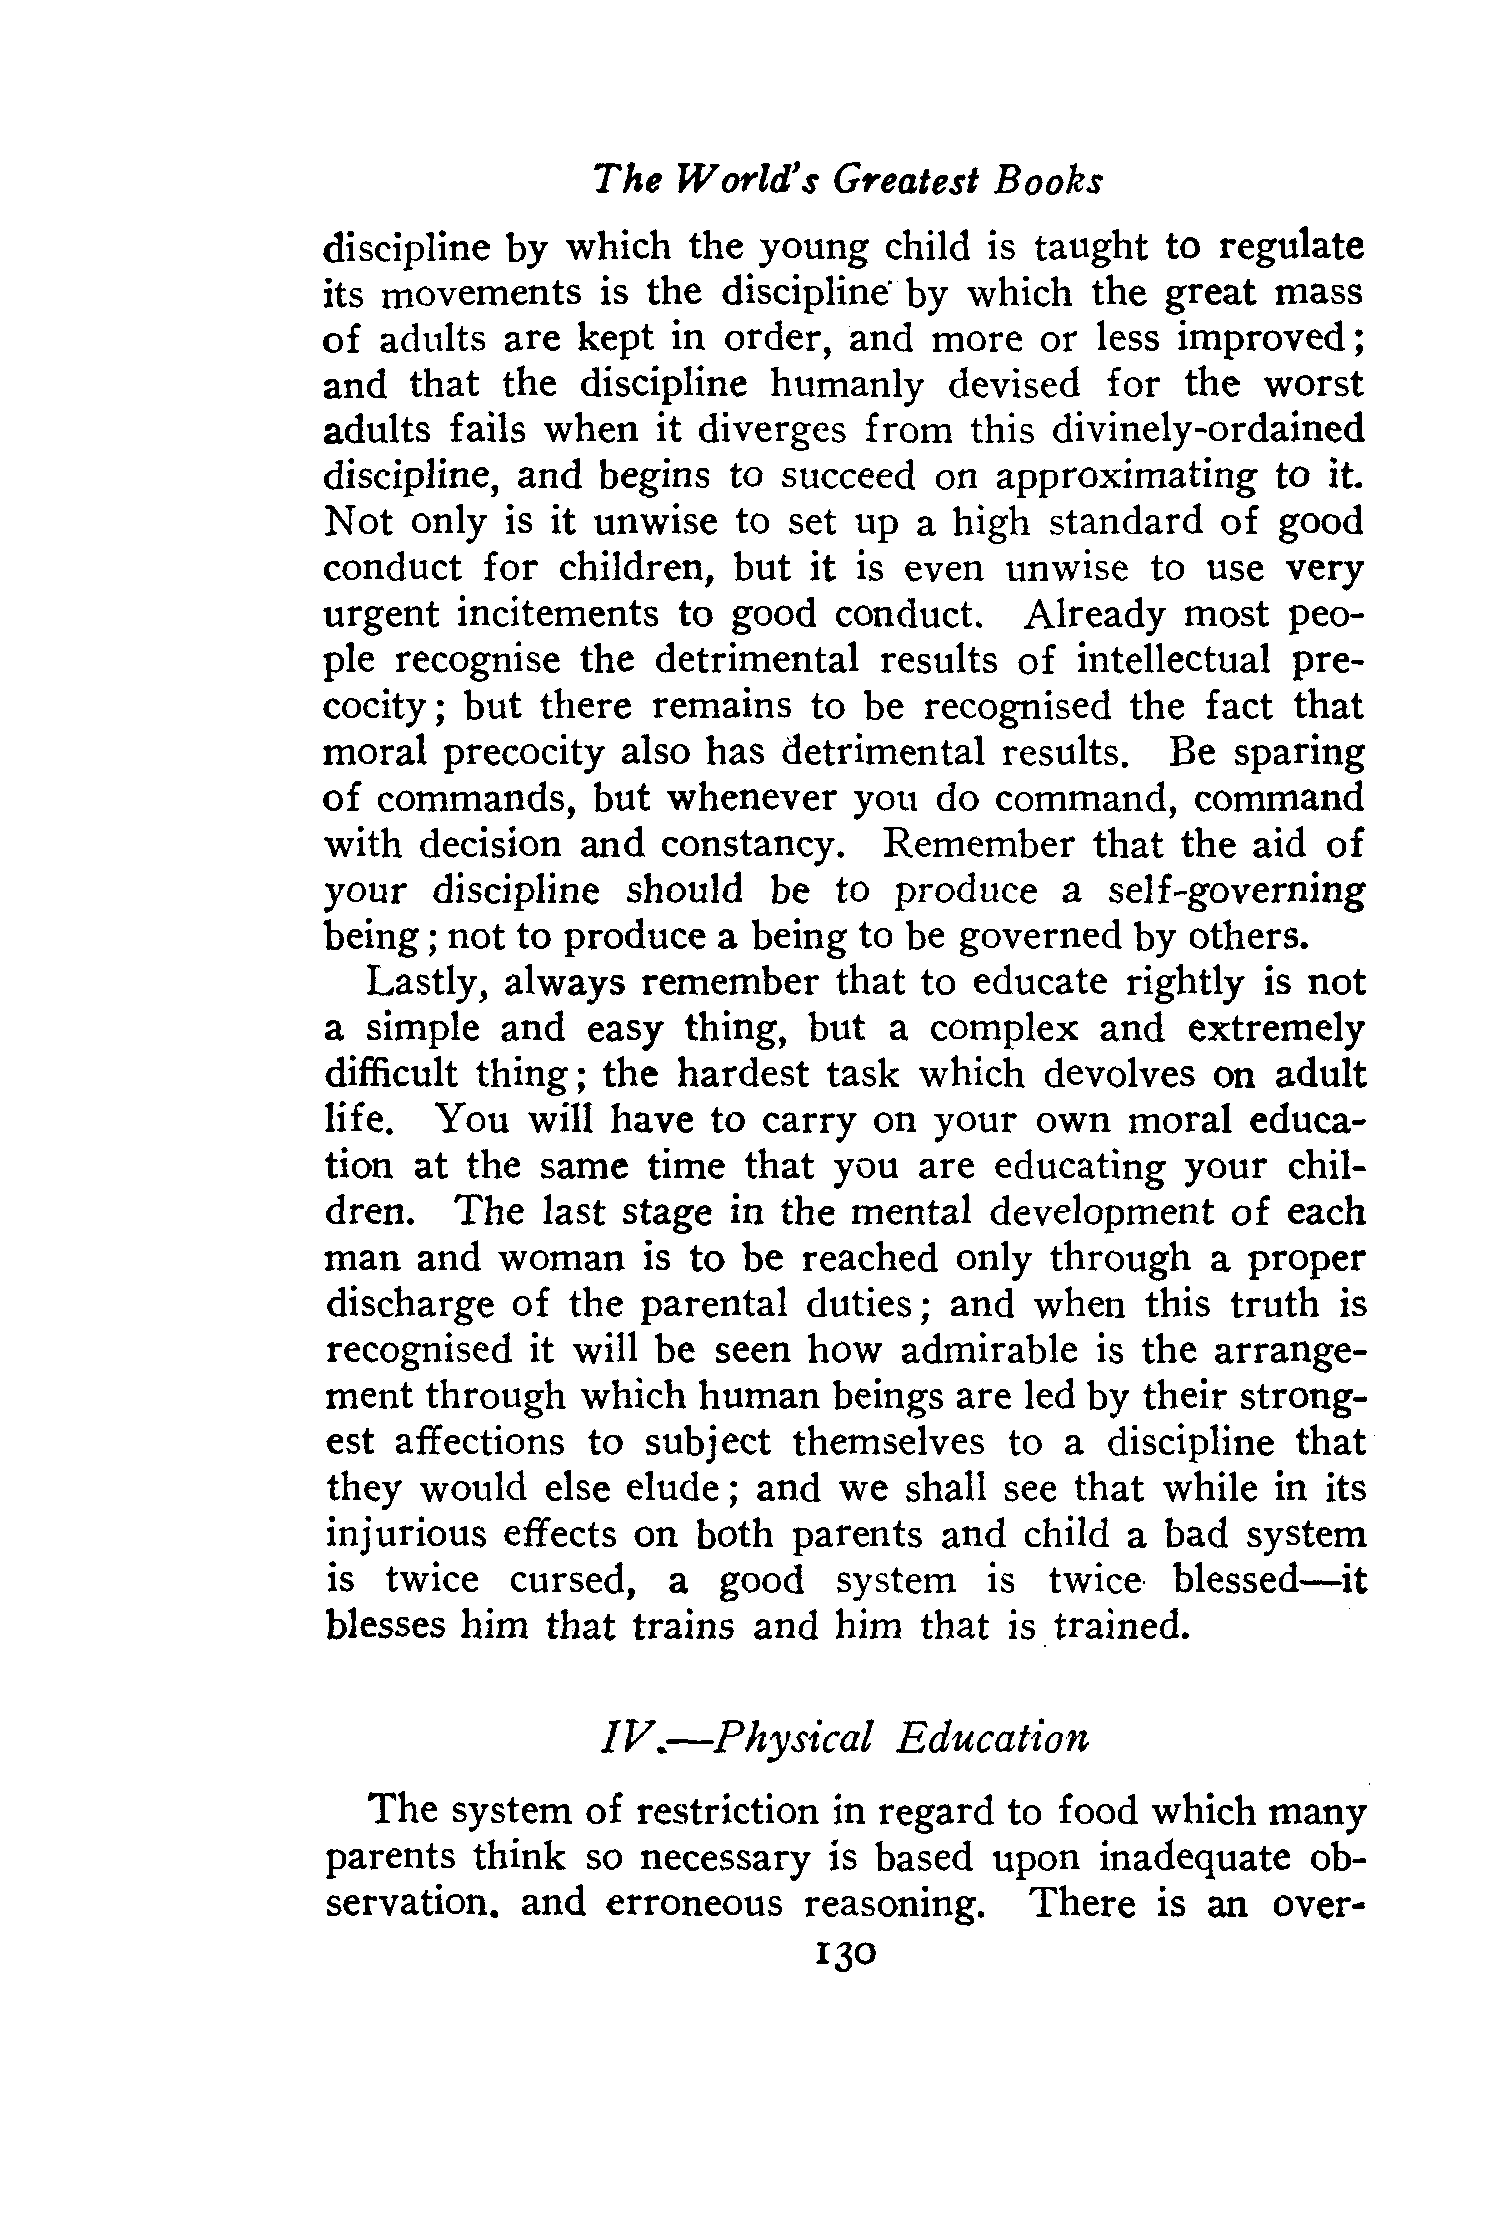 The World's Greatest Books
discipline by which the young child is taught to regulate
its movements is the discipline by which the great mass
of adults are kept in order, and more or less improved;
and that the discipline humanly devised for the worst
adults fails when it diverges from this divinely-ordained
discipline, and begins to succeed on approximating to it.
Not only is it unwise to set up a high standard of good
conduct for children, but it is even unwise to use very
urgent incitements to good conduct. Already most peo-
ple recognise the detrimental results of intellectual pre-
cocity; but there remains to be recognised the fact that
moral precocity also has detrimental results. Be sparing
of commands, but whenever you do command, command
with decision and constancy. Remember that the aid of
your discipline should be to produce a self-governing
being; not to produce a being to be governed by others.
Lastly, always remember that to educate rightly is not
a simple and easy thing, but a complex and extremely
difficult thing; the hardest task which devolves on adult
life. You will have to carry on your own moral educa-
tion at the same time that you are educating your chil-
dren. The last stage in the mental development of each
man and woman is to be reached only through a proper
discharge of the parental duties; and when this truth is
recognised it will be seen how admirable is the arrange-
ment through which human beings are led by their strong-
est affections to subject themselves to a discipline that
they would else elude; and we shall see that while in its
injurious effects on both parents and child a bad system
is twice cursed, a good system is twice blessed—it
blesses him that trains and him that is trained.
IV.—Physical Education
The system of restriction in regard to food which many
parents think so necessary is based upon inadequate ob-
servation. and erroneous reasoning. There is an over-
130